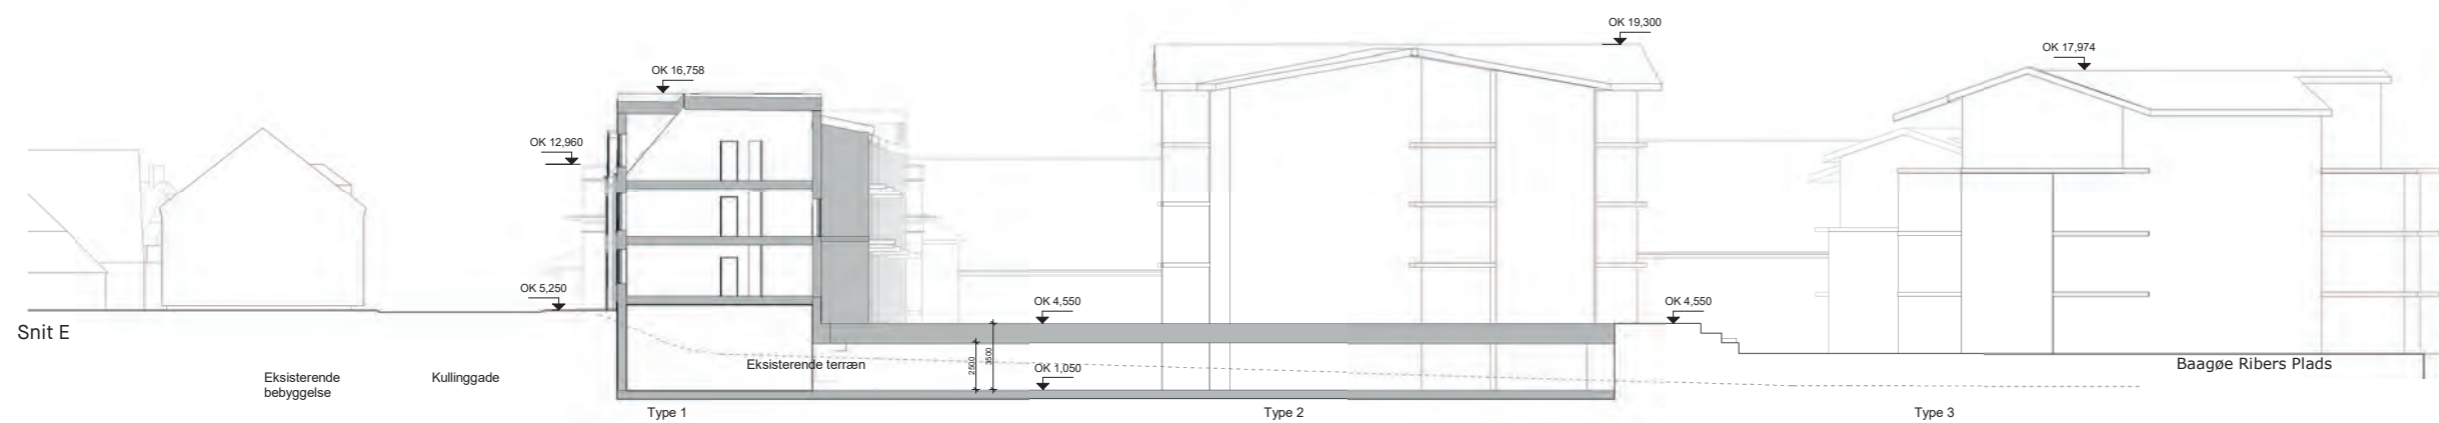 OK 19,300
OK 17,974
OK 16,758
OK 12,960
OK 5,250
OK 4,550
OK 4,550
Snit E
2500
3500
Eksisterende terræn
OK 1,050
Baagøe Ribers Plads
Eksisterende
bebyggelse
Kullinggade
Type 1
Type 2
Type 3